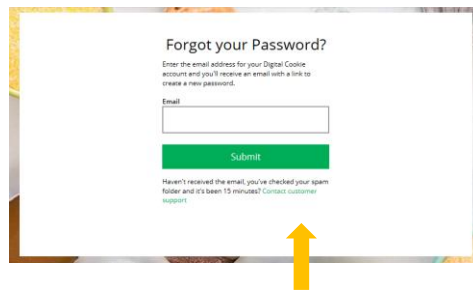 Forgot your Password?
Enter the email address for your Digital Cookie
account and you'll receive an email with a link to
create a new password.
Email
Submit
Haven't received the email, you've checked your spam
folder and it's been 15 minutes? Contact customer
support